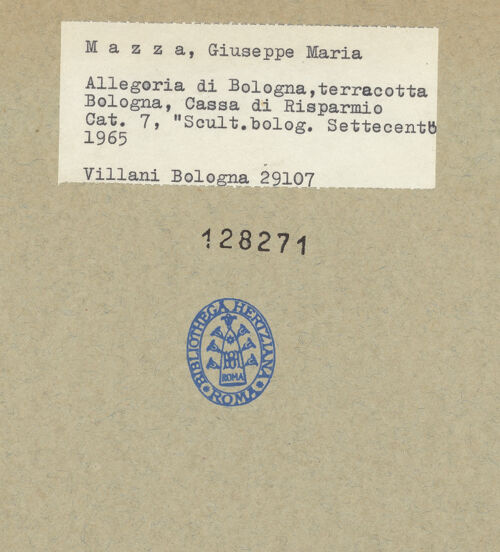 M a z z a, Giuseppe Maria
Allegoria di Bologna,terracotta
Bologna, Cassa di Risparmio
Cat. 7, "Scult.bolog. Settecento"
1965
Villani Bologna 29107
128271
BIBLIOTHECA HERTZIANA
ROMA
ROMA